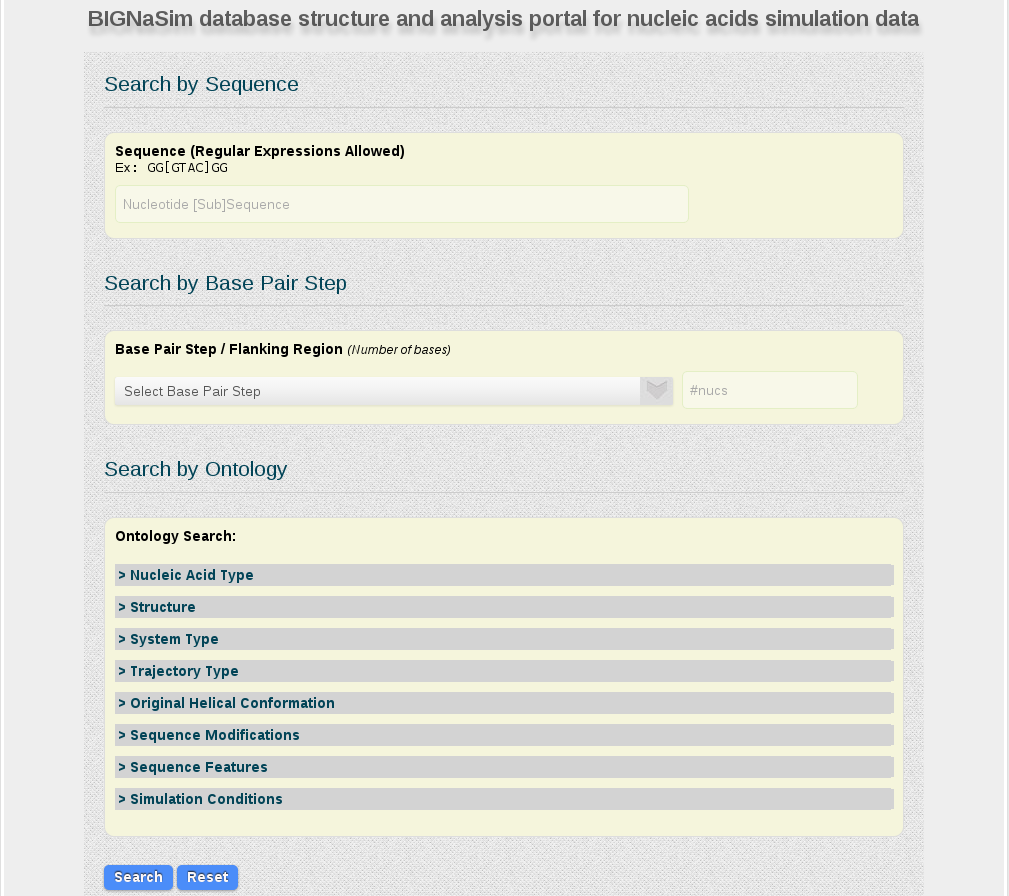 BIGNaSim database structure and analysis portal for nucleic acids simulation data
Search by Sequence
Sequence (Regular Expressions Allowed)
Ex: GG[GTAC]GG
Nucleotide [Sub]Sequence
Search by Base Pair Step
Base Pair Step / Flanking Region (Number of bases)
Select Base Pair Step #nucs
Search by Ontology
Ontology Search:
> Nucleic Acid Type
> Structure
> System Type
> Trajectory Type
> Original Helical Conformation
> Sequence Modifications
> Sequence Features
> Simulation Conditions
Search Reset